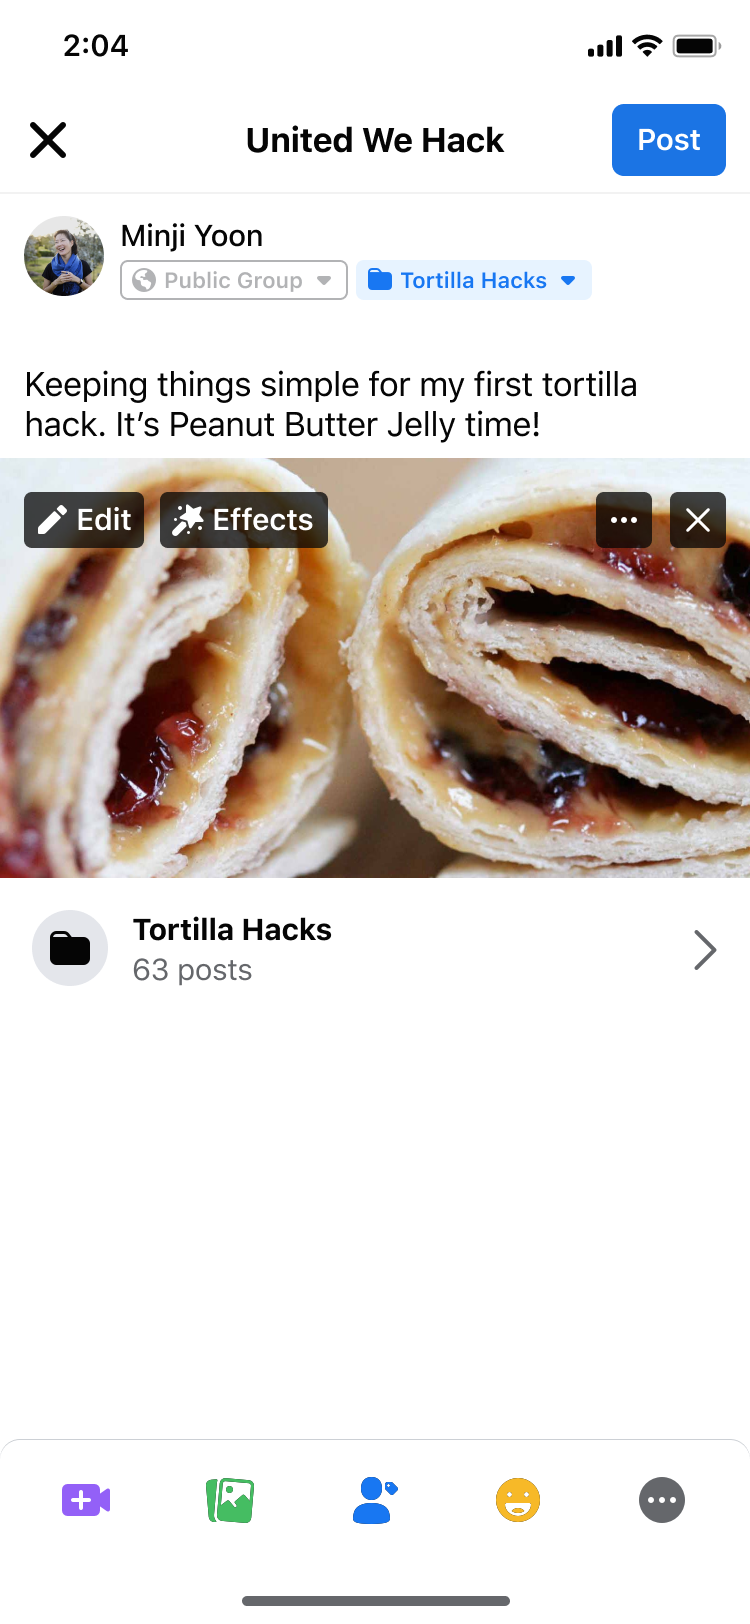 2:04
United We Hack
Post
Minji Yoon
Public Group
Tortilla Hacks
Keeping things simple for my first tortilla
hack. It’s Peanut Butter Jelly time!
Edit
Effects
Tortilla Hacks
63 posts